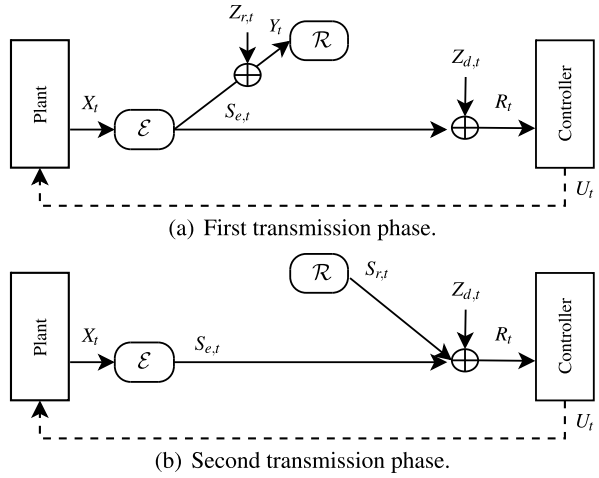 Z_{r,t}
Y_t
R
Z_{d,t}
Plant
X_t
E
S_{e,t}
R_t
Controller
U_t
(a) First transmission phase.
R
S_{r,t}
Z_{d,t}
Plant
X_t
E
S_{e,t}
R_t
Controller
U_t
(b) Second transmission phase.